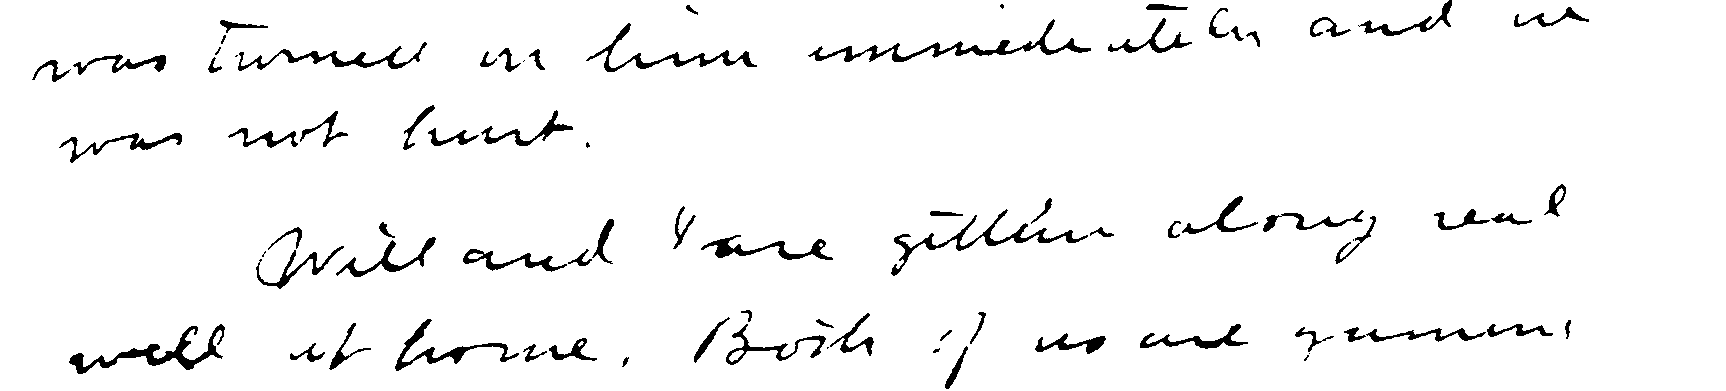 was turned on him immediately and he
was not hurt.
Will and I are gettin along real
well at home. Both of us are